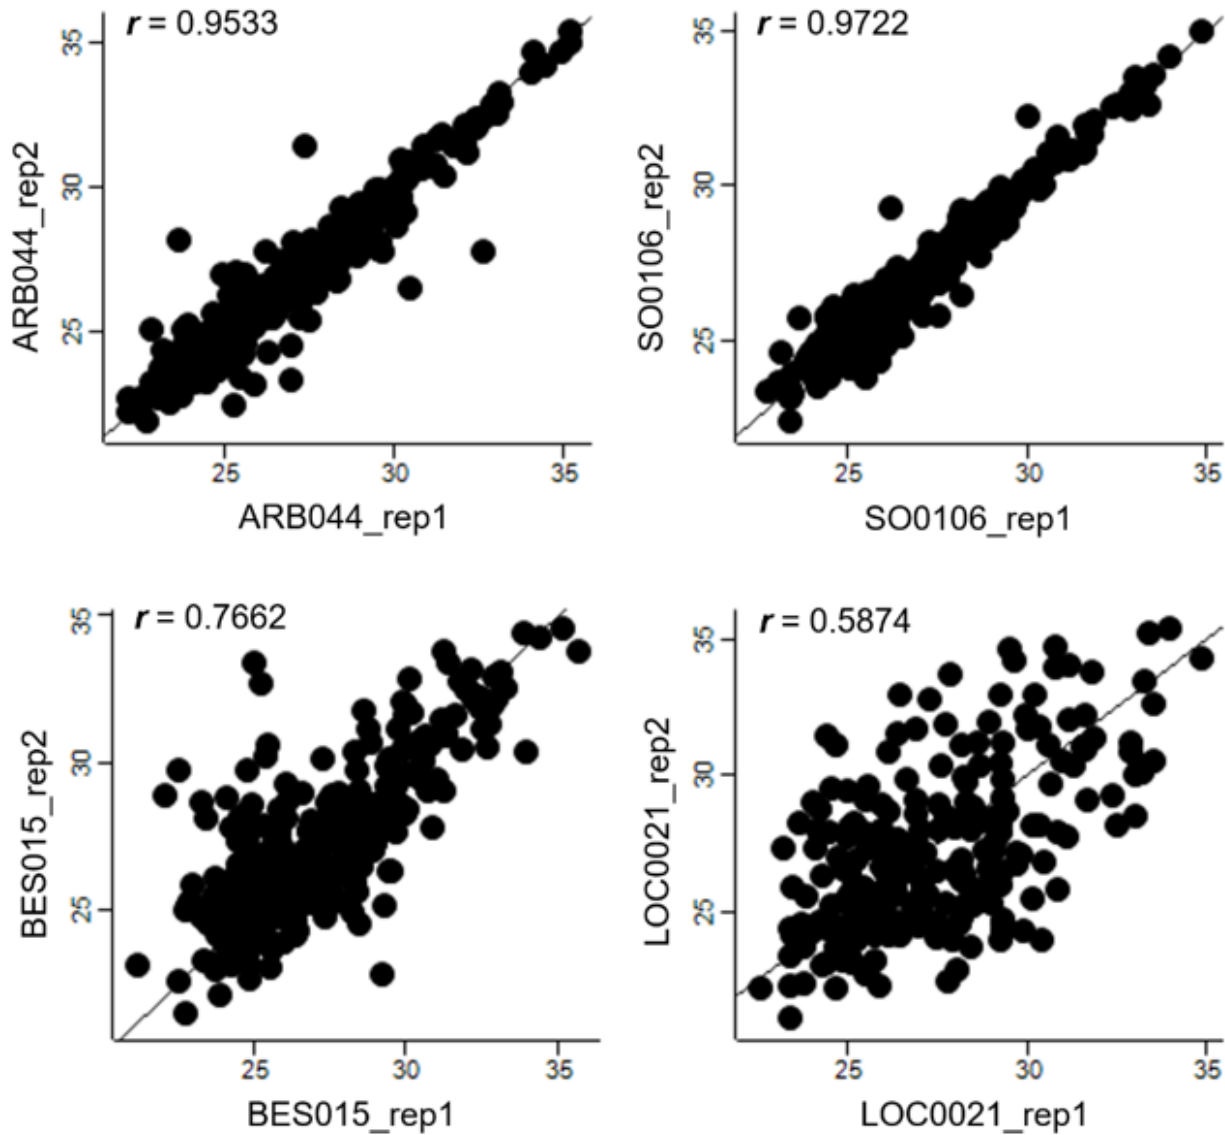 r = 0.9533
35
30
25
ARB044_rep2
25 30 35
ARB044_rep1
r = 0.9722
35
30
25
SO0106_rep2
25 30 35
SO0106_rep1
r = 0.7662
35
30
25
BES015_rep2
25 30 35
BES015_rep1
r = 0.5874
35
30
25
LOC0021_rep2
25 30 35
LOC0021_rep1